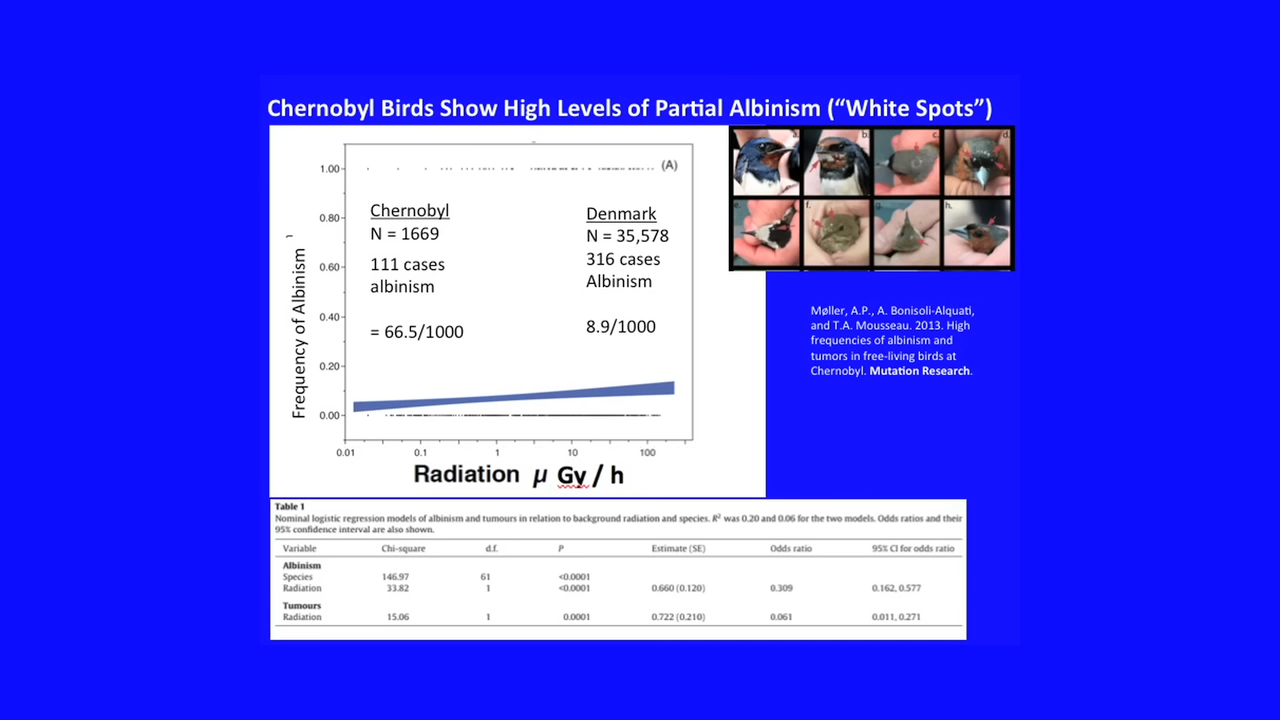 Chernobyl Birds Show High Levels of Partial Albinism (“White Spots”)
(A)
1.00
0.80
0.60
0.40
0.20
0.00
Frequency of Albinism
Chernobyl
N = 1669
111 cases
albinism
= 66.5/1000
Denmark
N = 35,578
316 cases
Albinism
8.9/1000
0.01 0.1 1 10 100
Radiation μ Gy / h
a. b. c. d.
e. f. g. h.
Møller, A.P., A. Bonisoli-Alquati,
and T.A. Mousseau. 2013. High
frequencies of albinism and
tumors in free-living birds at
Chernobyl. Mutation Research.
Table 1
Nominal logistic regression models of albinism and tumours in relation to background radiation and species. R² was 0.20 and 0.06 for the two models. Odds ratios and their
95% confidence interval are also shown.
Variable Chi-square d.f. P Estimate (SE) Odds ratio 95% CI for odds ratio
Albinism
Species 146.97 61 <0.0001
Radiation 33.82 1 <0.0001 0.660 (0.120) 0.309 0.162, 0.577
Tumours
Radiation 15.06 1 0.0001 0.722 (0.210) 0.061 0.011, 0.271